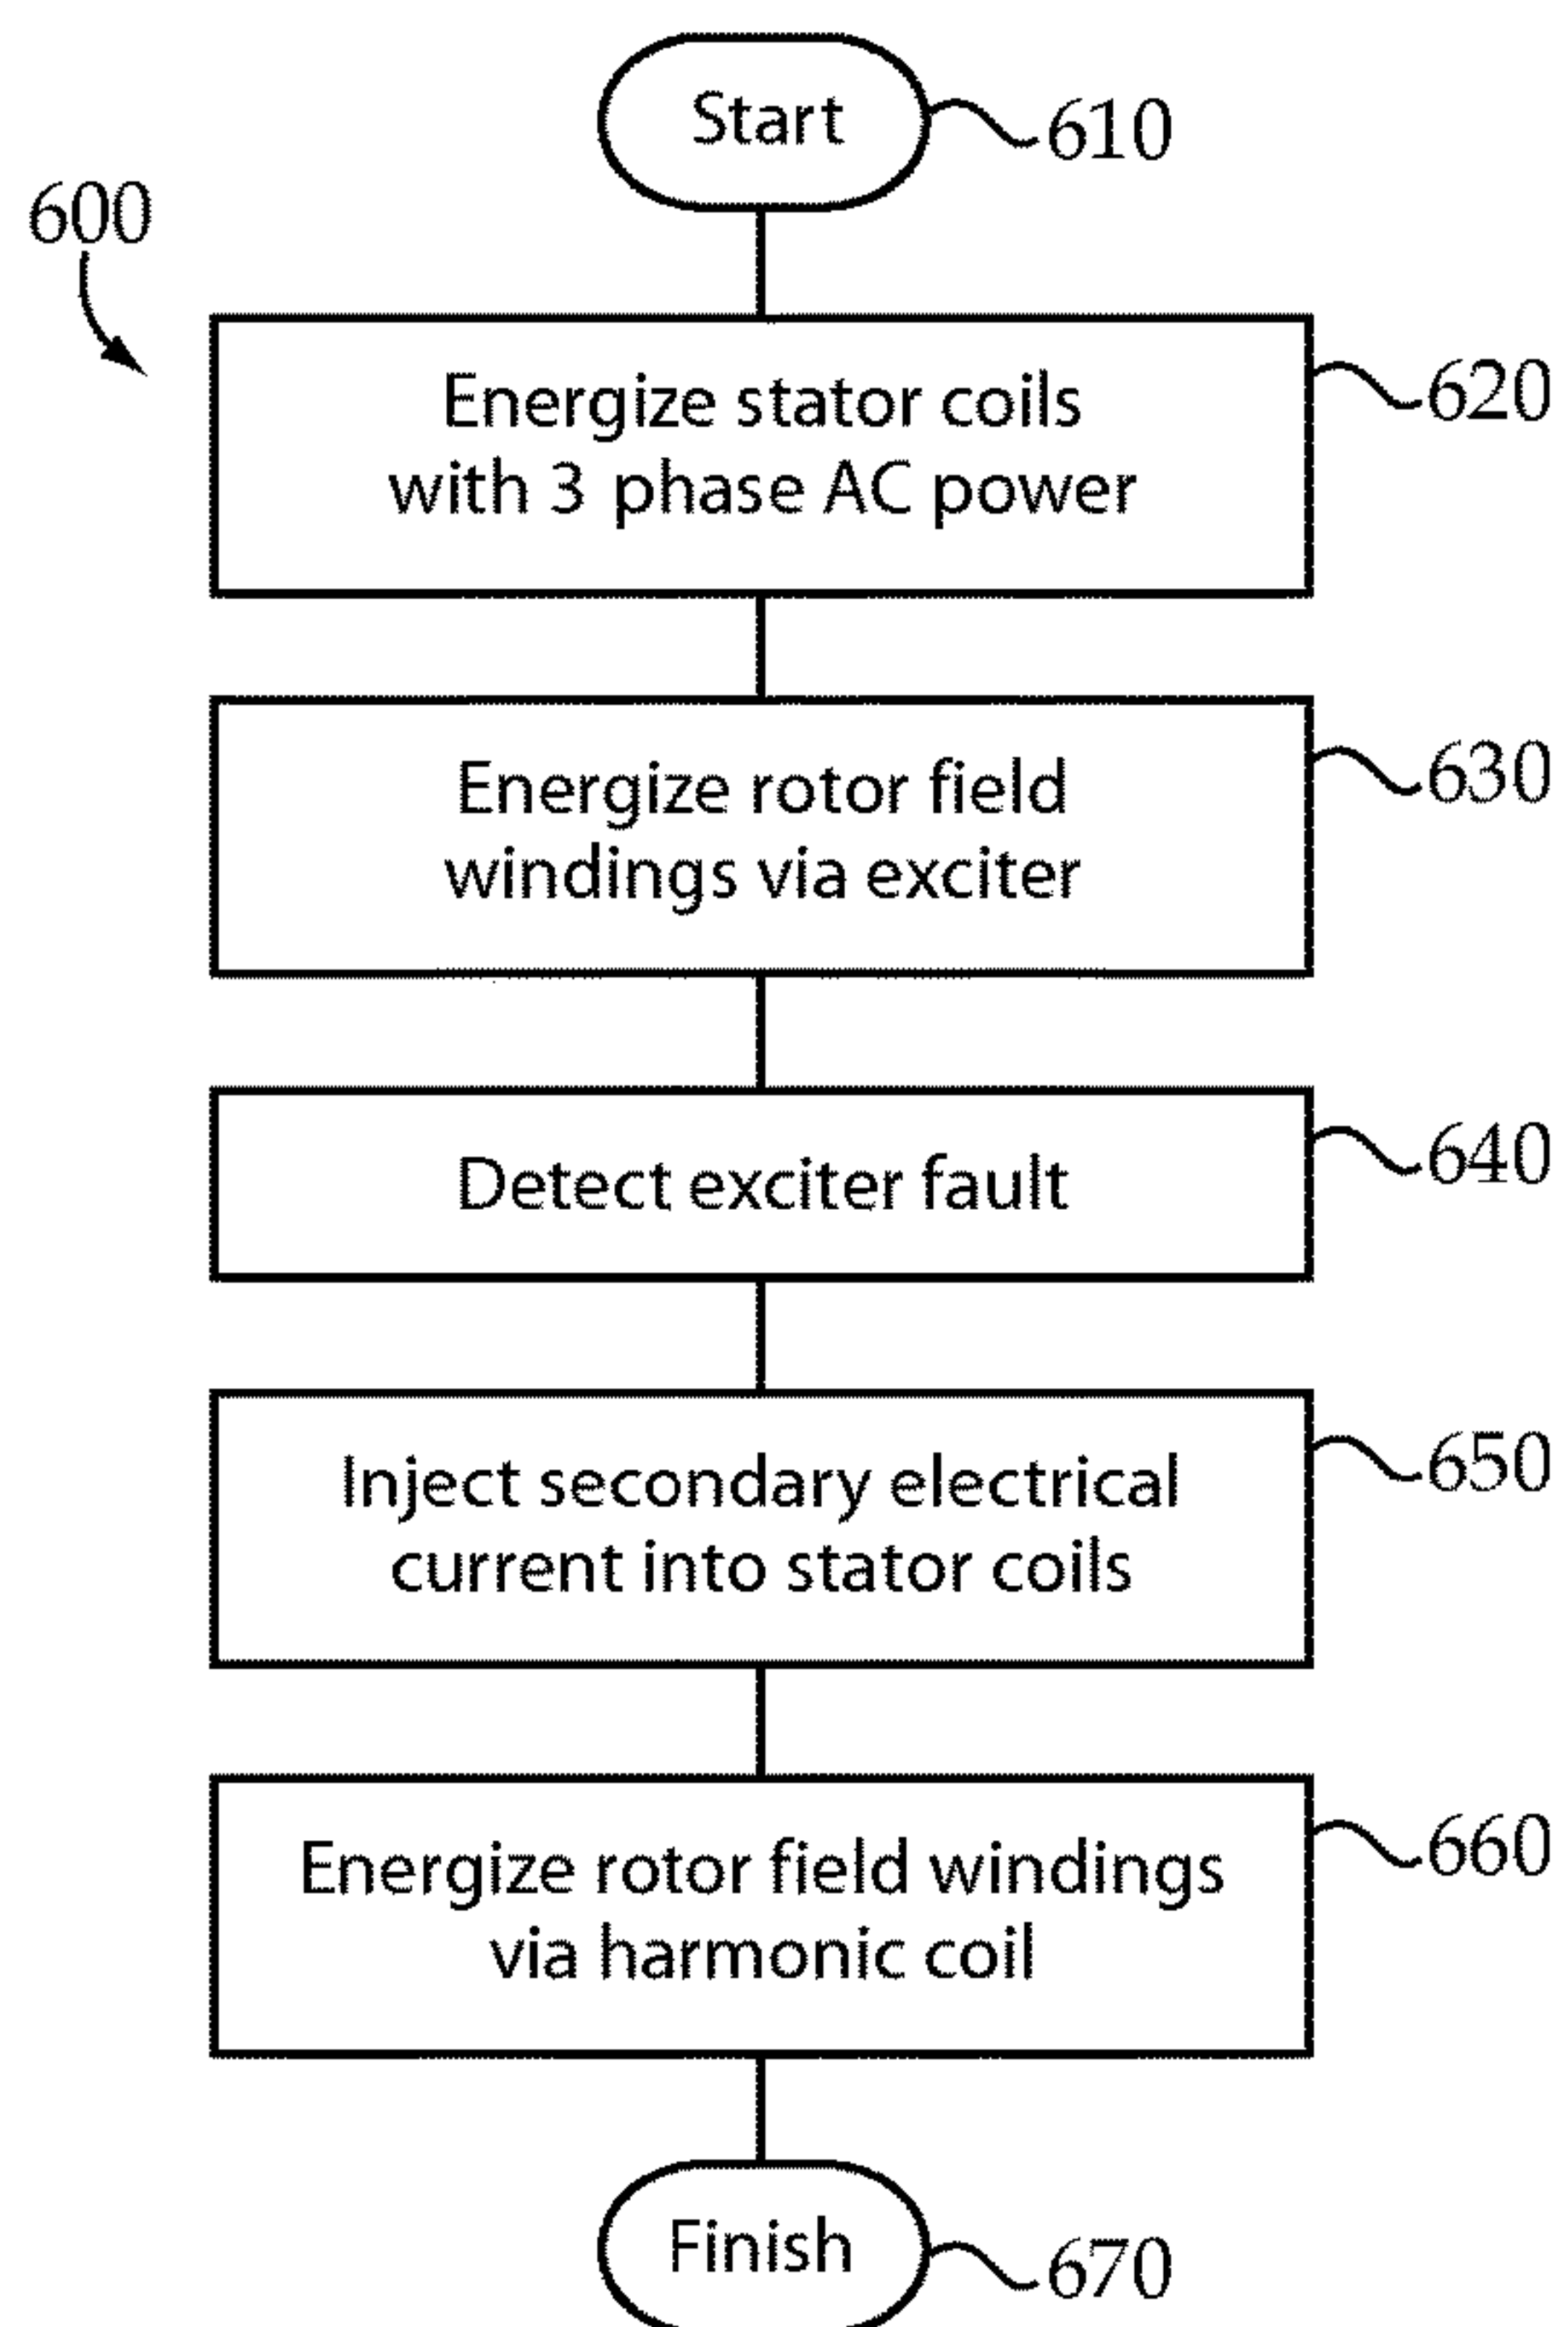 Start
610
600
Energize stator coils
with 3 phase AC power
620
Energize rotor field
windings via exciter
630
Detect exciter fault
640
Inject secondary electrical
current into stator coils
650
Energize rotor field windings
via harmonic coil
660
Finish
670